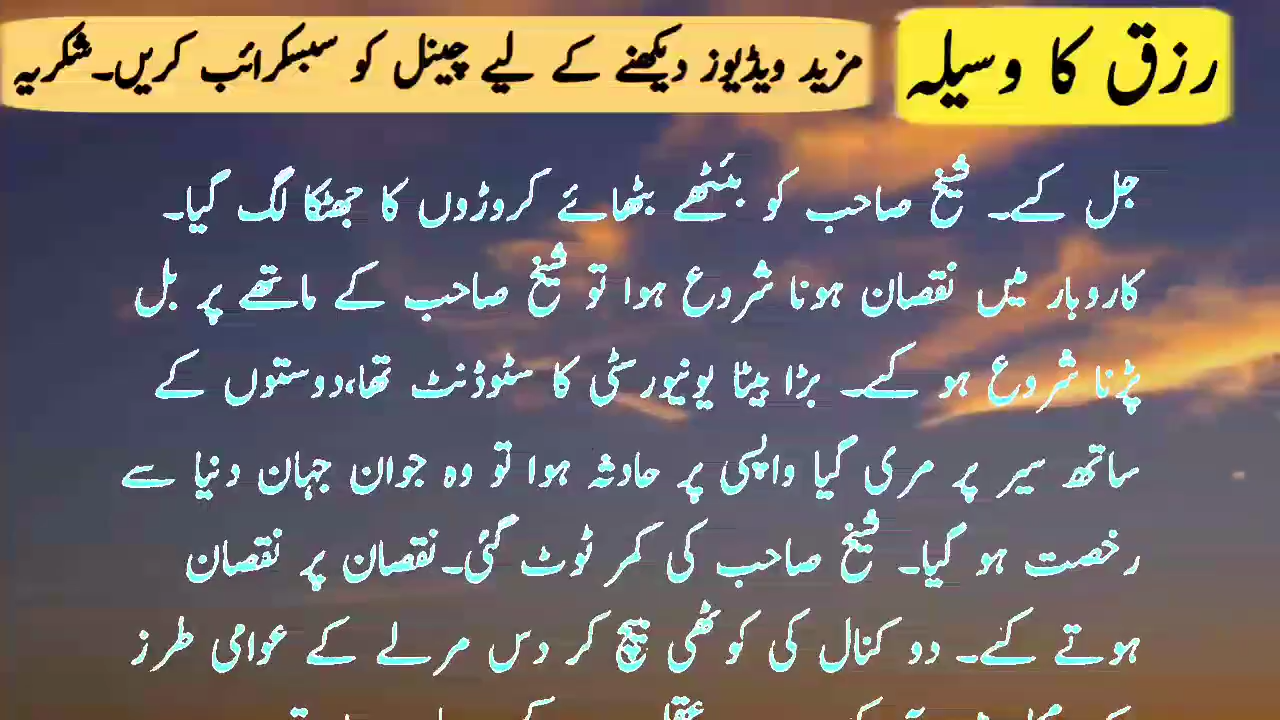 رزق کا وسیلہ
مزید ویڈیوز دیکھنے کے لیے چینل کو سبسکرائب کریں۔شکریہ
جل کے۔ شیخ صاحب کو بیٹھے بٹھائے کروڑوں کا جھٹکا لگ گیا۔
کاروبار میں نقصان ہونا شروع ہوا تو شیخ صاحب کے ماتھے پر بل
پڑنا شروع ہو گئے۔ بڑا بیٹا یونیورسٹی کا سٹوڈنٹ تھا،دوستوں کے
ساتھ سیر پر مری گیا واپسی پر حادثہ ہوا تو وہ جوان جہان دنیا سے
رخصت ہو گیا۔ شیخ صاحب کی کمر ٹوٹ گئی۔نقصان پر نقصان
ہوتے گئے۔ دو کنال کی کوٹھی بیچ کر دس مرلے کے عوامی طرز